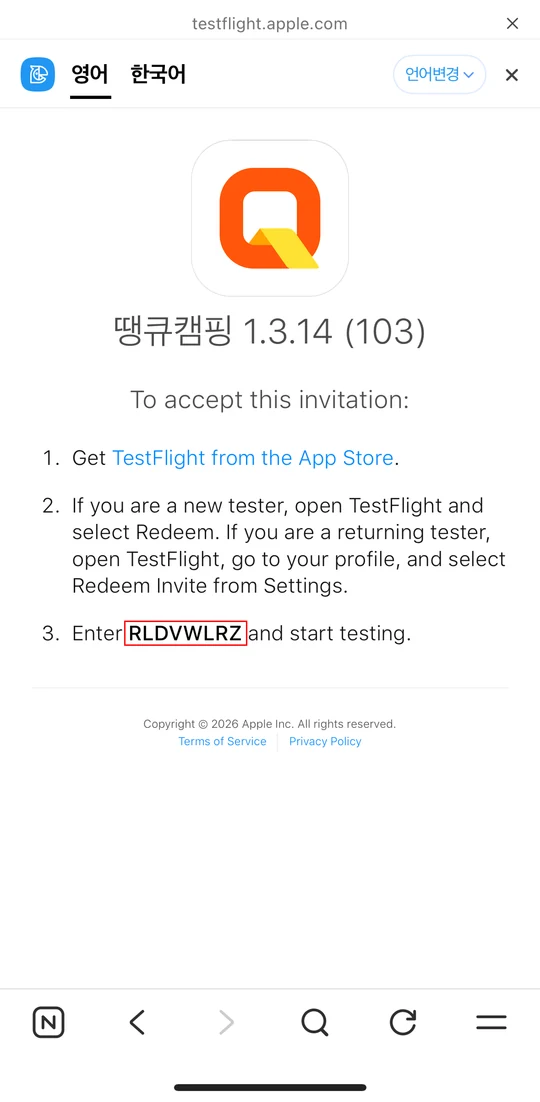 testflight.apple.com
영어 한국어 언어변경
땡큐캠핑 1.3.14 (103)
To accept this invitation:
1. Get TestFlight from the App Store.
2. If you are a new tester, open TestFlight and
select Redeem. If you are a returning tester,
open TestFlight, go to your profile, and select
Redeem Invite from Settings.
3. Enter RLDVWLRZ and start testing.
Copyright © 2026 Apple Inc. All rights reserved.
Terms of Service Privacy Policy
N